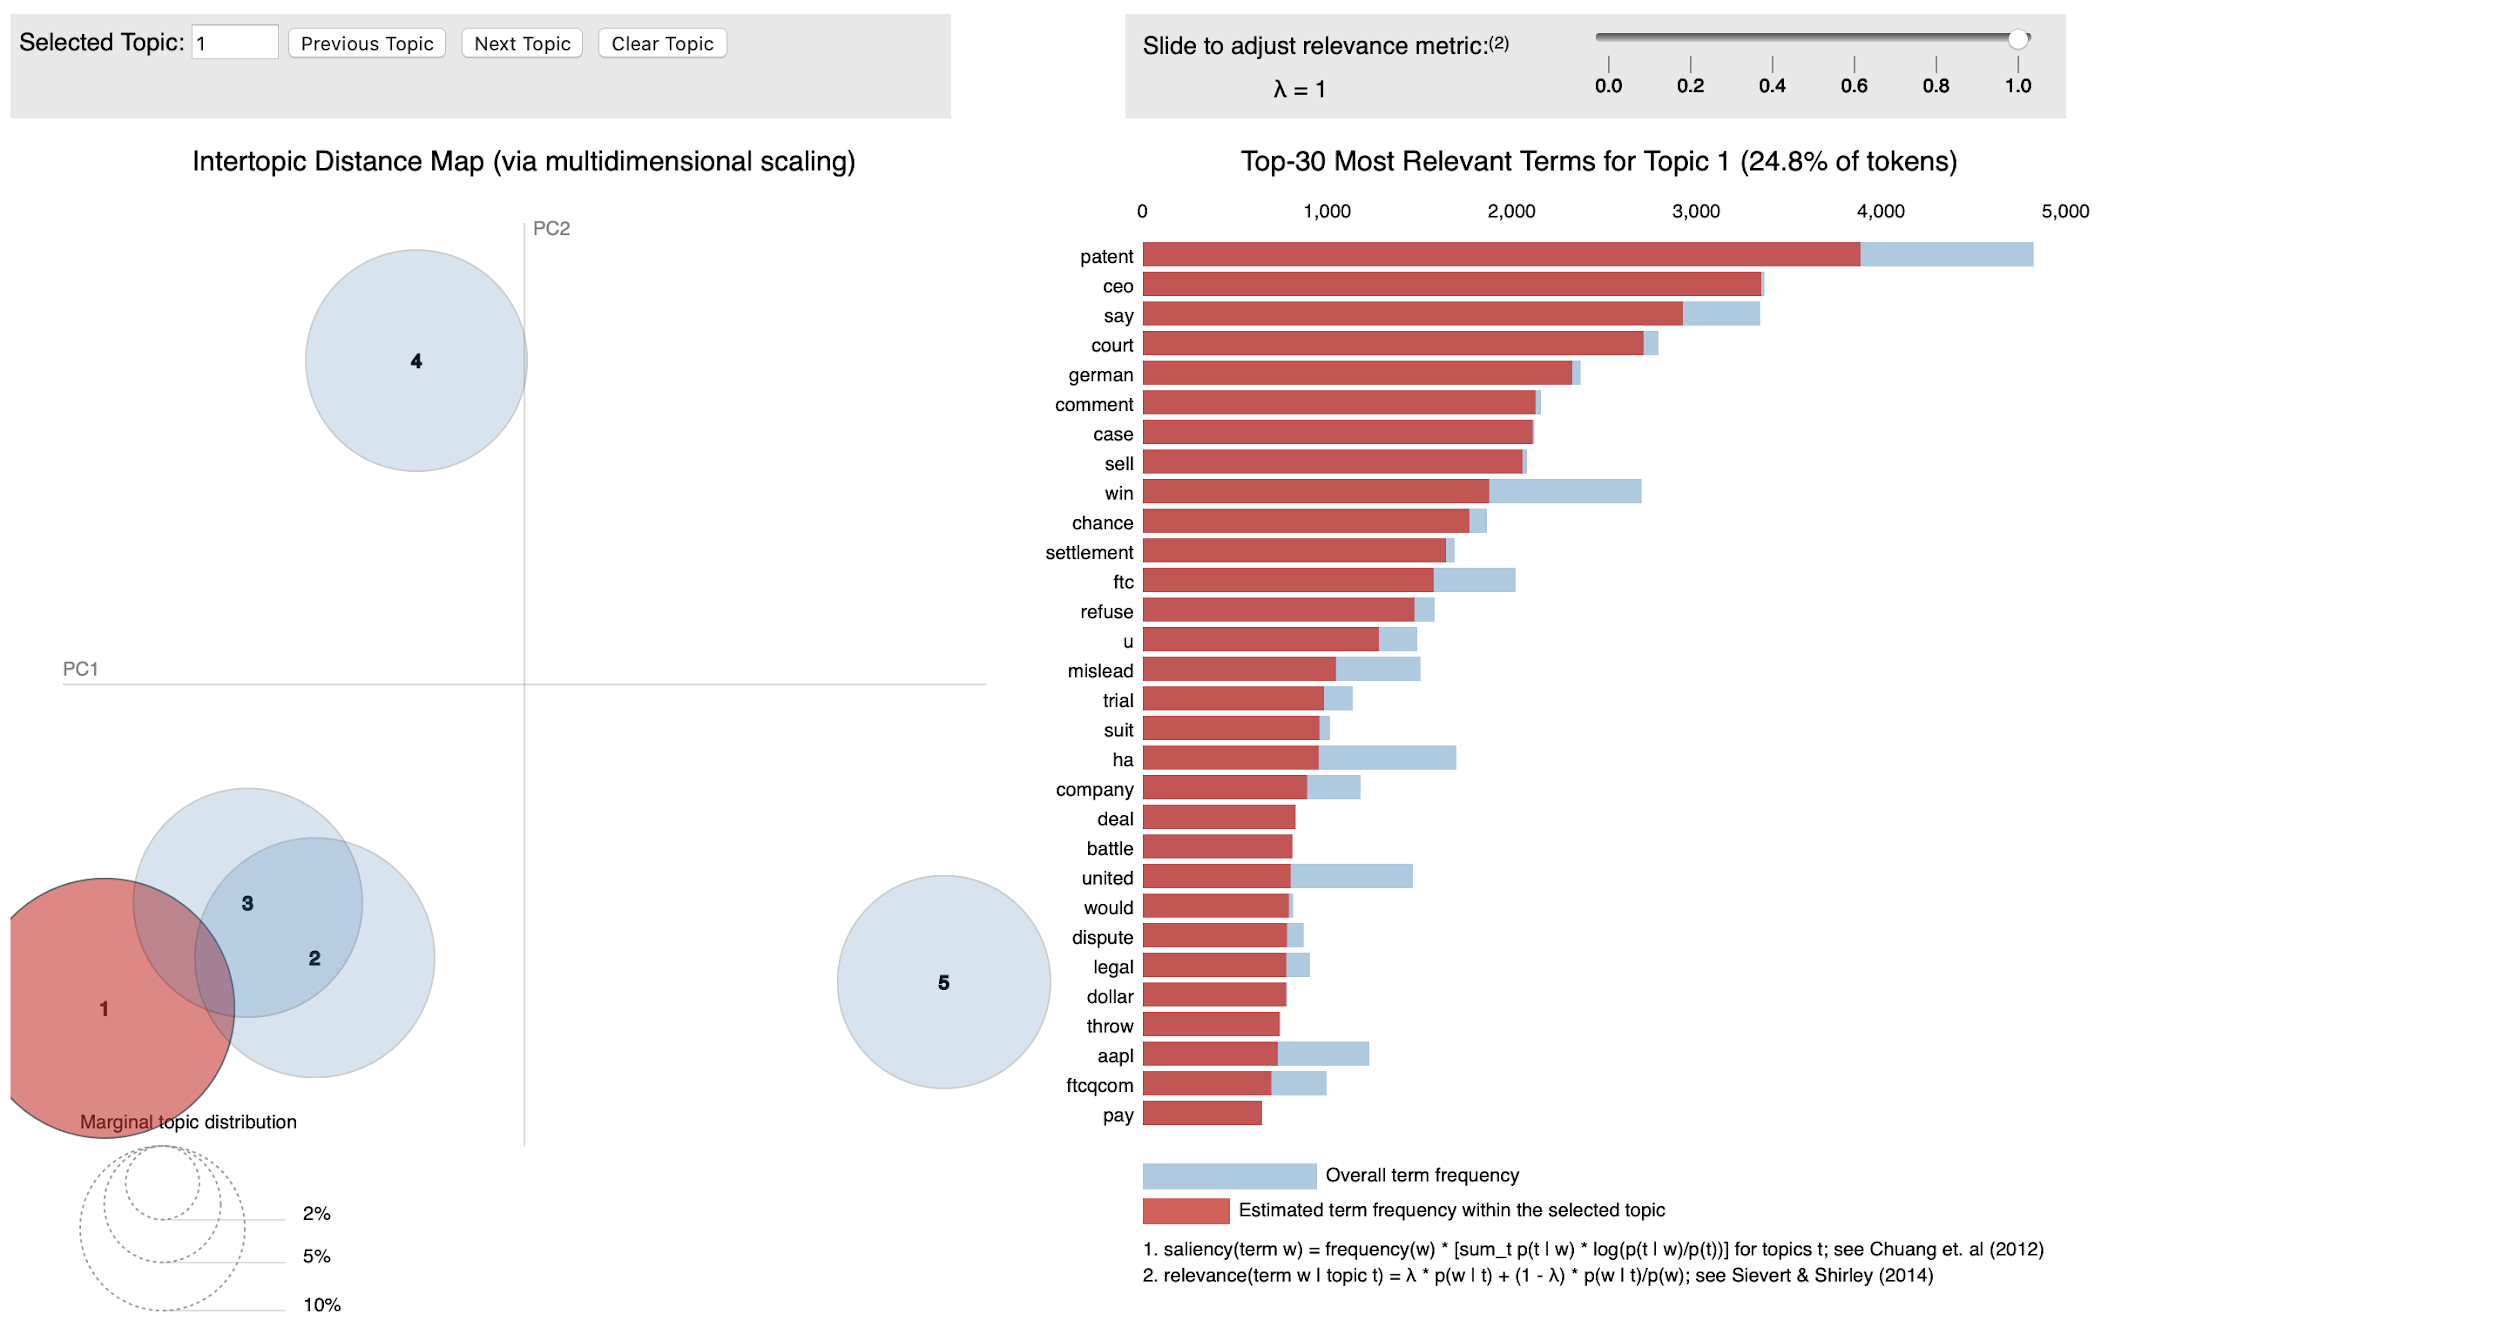 Selected Topic: 1 Previous Topic Next Topic Clear Topic
Slide to adjust relevance metric:(2)
λ = 1
0.0 0.2 0.4 0.6 0.8 1.0
Intertopic Distance Map (via multidimensional scaling)
PC2
PC1
4
3
2
1
5
Marginal topic distribution
2%
5%
10%
Top-30 Most Relevant Terms for Topic 1 (24.8% of tokens)
0 1,000 2,000 3,000 4,000 5,000
patent
ceo
say
court
german
comment
case
sell
win
chance
settlement
ftc
refuse
u
mislead
trial
suit
ha
company
deal
battle
united
would
dispute
legal
dollar
throw
aapl
ftcqcom
pay
Overall term frequency
Estimated term frequency within the selected topic
1. saliency(term w) = frequency(w) * [sum_t p(t | w) * log(p(t | w)/p(t))] for topics t; see Chuang et. al (2012)
2. relevance(term w | topic t) = λ * p(w | t) + (1 - λ) * p(w | t)/p(w); see Sievert & Shirley (2014)